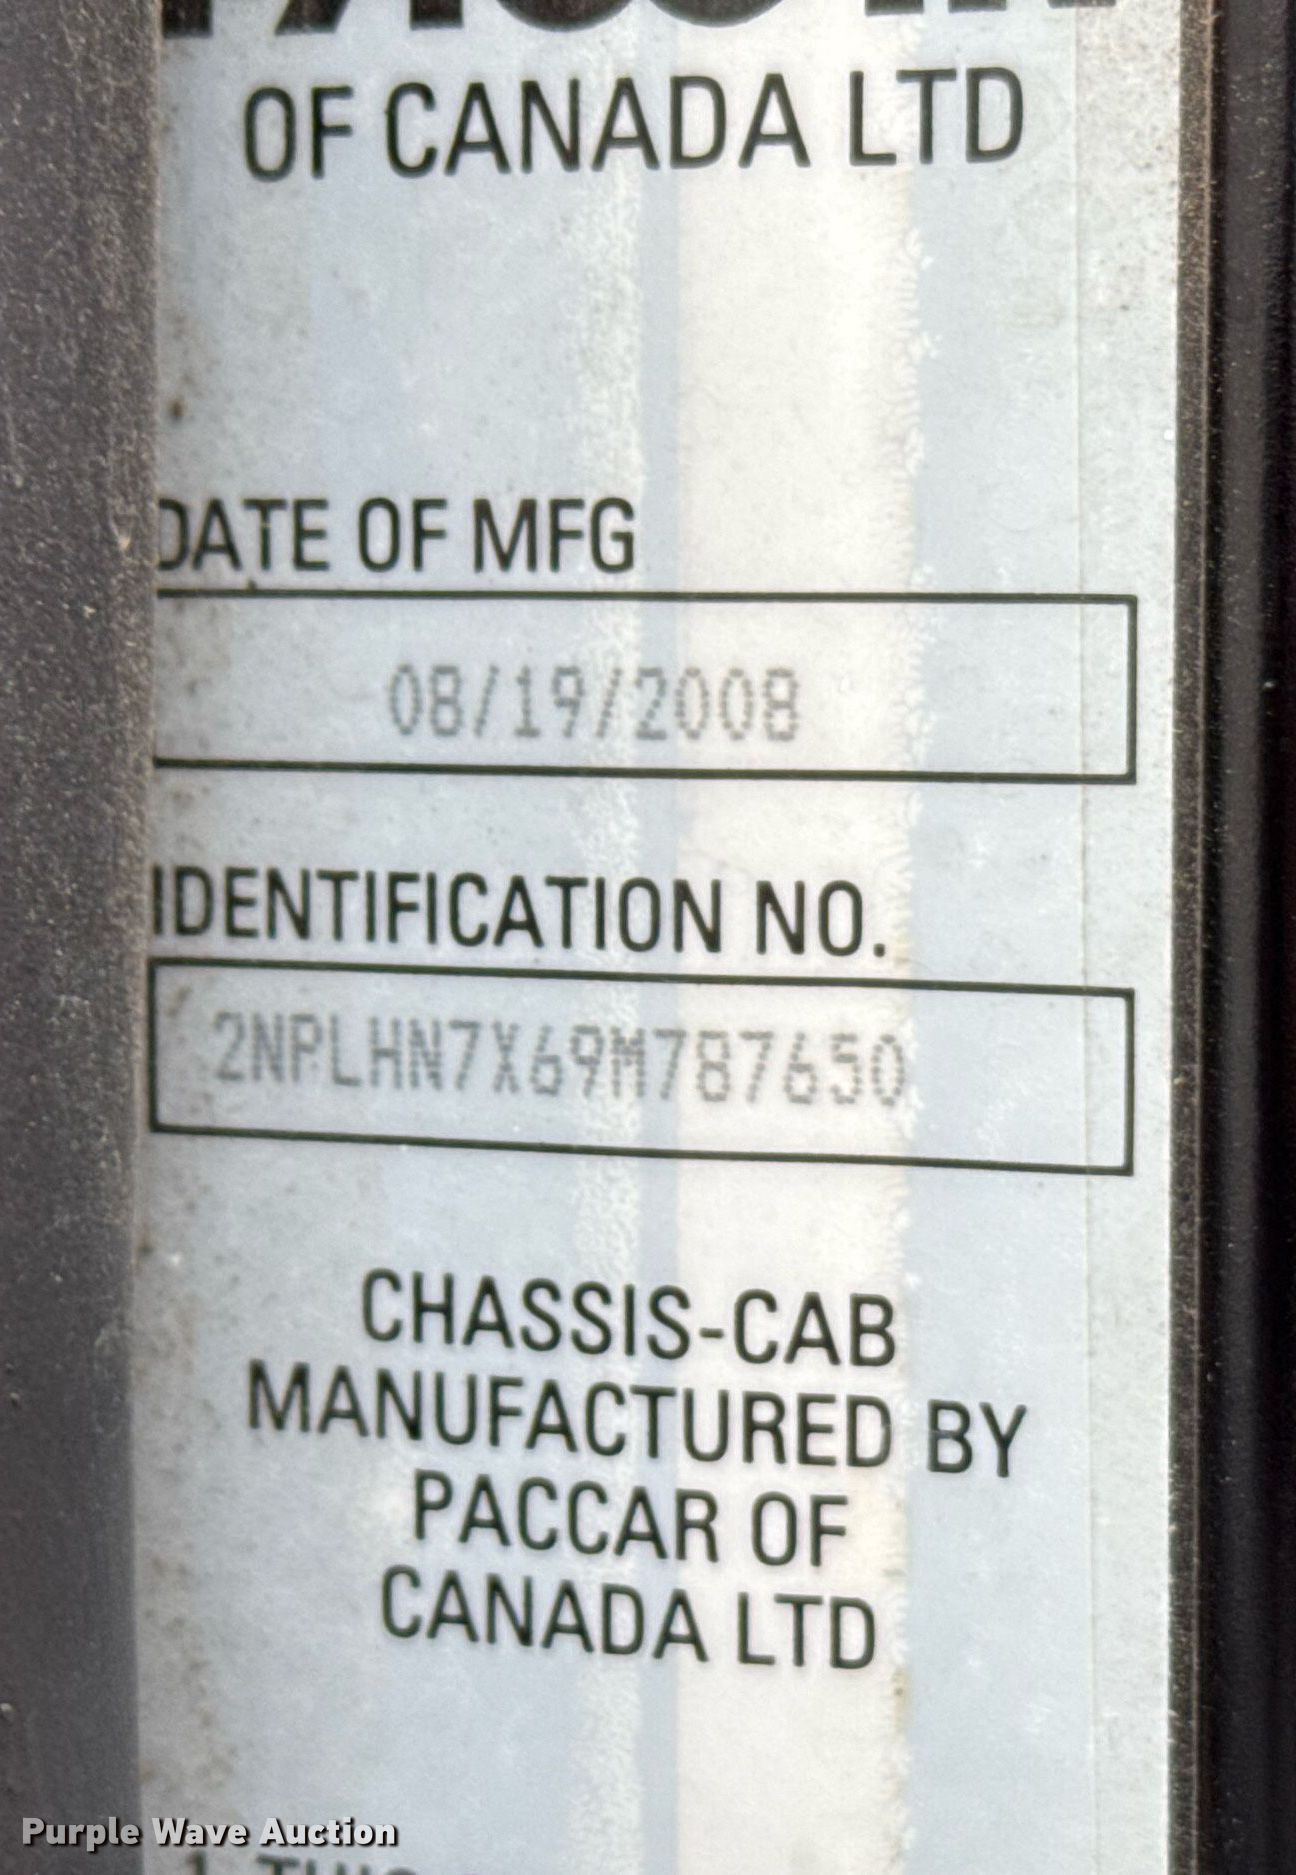 OF CANADA LTD
DATE OF MFG
08/19/2008
IDENTIFICATION NO.
2NPLHN7X69M787650
CHASSIS-CAB
MANUFACTURED BY
PACCAR OF
CANADA LTD
Purple Wave Auction